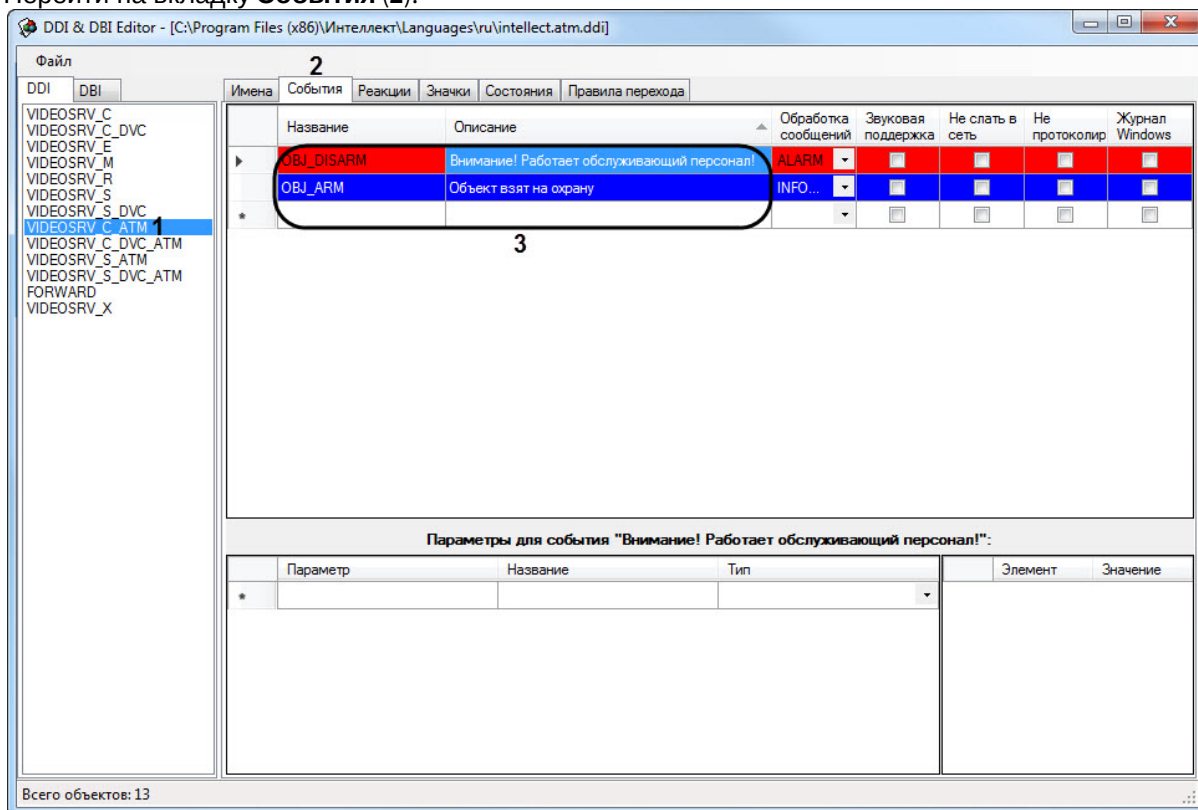 Перейти на вкладку События (2).
DDI & DBI Editor - [C:\Program Files (x86)\Интеллект\Languages\ru\intellect.atm.ddi]
Файл
2
DDI DBI
Имена События Реакции Значки Состояния Правила перехода
VIDEOSRV_C
VIDEOSRV_C_DVC
VIDEOSRV_E
VIDEOSRV_M
VIDEOSRV_R
VIDEOSRV_S
VIDEOSRV_S_DVC
VIDEOSRV_C_ATM 1
VIDEOSRV_C_DVC_ATM
VIDEOSRV_S_ATM
VIDEOSRV_S_DVC_ATM
FORWARD
VIDEOSRV_X
Название Описание Обработка сообщений Звуковая поддержка Не слать в сеть Не протоколир Журнал Windows
OBJ_DISARM Внимание! Работает обслуживающий персонал! ALARM
OBJ_ARM Объект взят на охрану INFO...
*
3
Параметры для события "Внимание! Работает обслуживающий персонал!":
Параметр Название Тип Элемент Значение
*
Всего объектов: 13